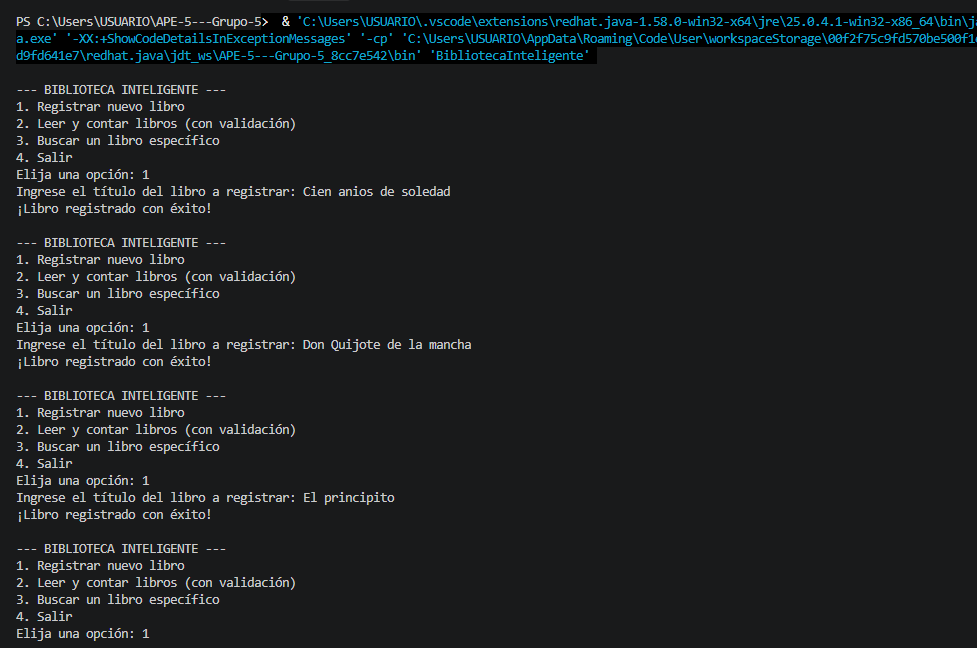 PS C:\Users\USUARIO\APE-5---Grupo-5>  & 'C:\Users\USUARIO\.vscode\extensions\redhat.java-1.58.0-win32-x64\jre\25.0.4.1-win32-x86_64\bin\ja
a.exe' '-XX:+ShowCodeDetailsInExceptionMessages' '-cp' 'C:\Users\USUARIO\AppData\Roaming\Code\User\workspaceStorage\00f2f75c9fd570be500f1
d9fd641e7\redhat.java\jdt_ws\APE-5---Grupo-5_8cc7e542\bin' 'BibliotecaInteligente'
--- BIBLIOTECA INTELIGENTE ---
1. Registrar nuevo libro
2. Leer y contar libros (con validación)
3. Buscar un libro específico
4. Salir
Elija una opción: 1
Ingrese el título del libro a registrar: Cien anios de soledad
¡Libro registrado con éxito!
--- BIBLIOTECA INTELIGENTE ---
1. Registrar nuevo libro
2. Leer y contar libros (con validación)
3. Buscar un libro específico
4. Salir
Elija una opción: 1
Ingrese el título del libro a registrar: Don Quijote de la mancha
¡Libro registrado con éxito!
--- BIBLIOTECA INTELIGENTE ---
1. Registrar nuevo libro
2. Leer y contar libros (con validación)
3. Buscar un libro específico
4. Salir
Elija una opción: 1
Ingrese el título del libro a registrar: El principito
¡Libro registrado con éxito!
--- BIBLIOTECA INTELIGENTE ---
1. Registrar nuevo libro
2. Leer y contar libros (con validación)
3. Buscar un libro específico
4. Salir
Elija una opción: 1